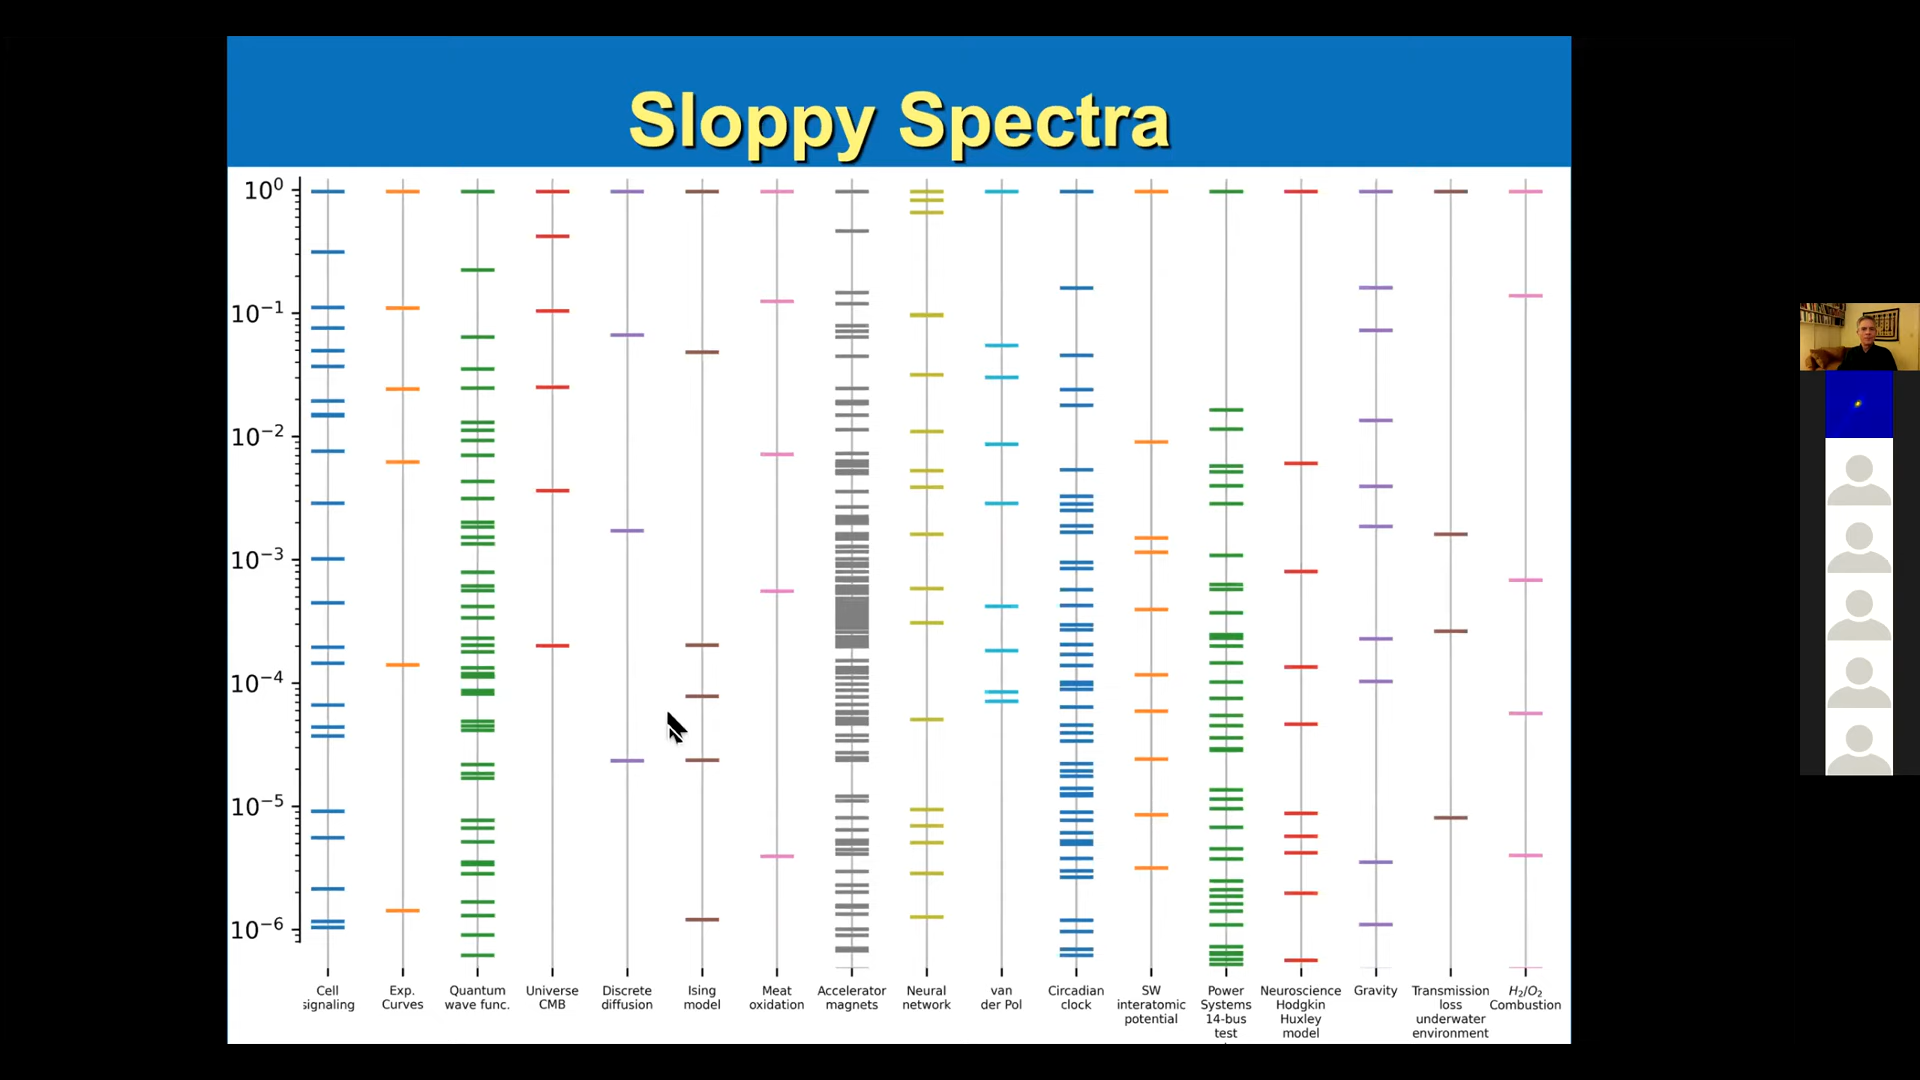 Sloppy Spectra
10⁰
10⁻¹
10⁻²
10⁻³
10⁻⁴
10⁻⁵
10⁻⁶
Cell
signaling
Exp.
Curves
Quantum
wave func.
Universe
CMB
Discrete
diffusion
Ising
model
Meat
oxidation
Accelerator
magnets
Neural
network
van
der Pol
Circadian
clock
SW
interatomic
potential
Power
Systems
14-bus
test
Neuroscience
Hodgkin
Huxley
model
Gravity
Transmission
loss
underwater
environment
H₂/O₂
Combustion